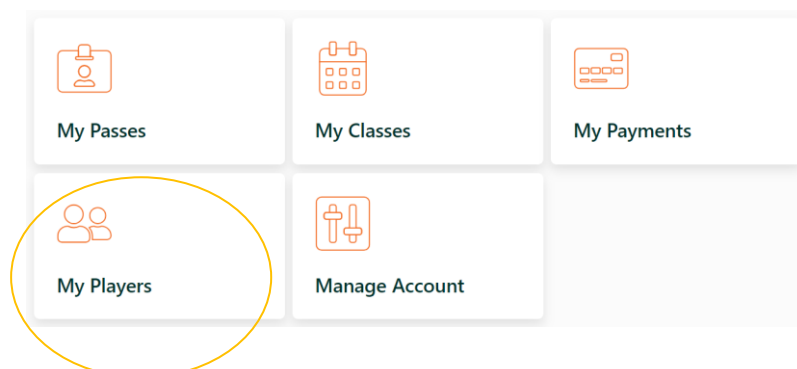 My Passes
My Classes
My Payments
My Players
Manage Account